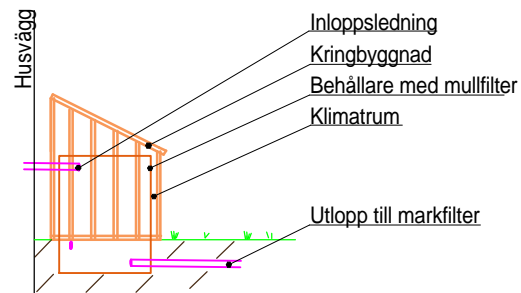 Husvägg
Inloppsledning
Kringbyggnad
Behållare med mullfilter
Klimatrum
Utlopp till markfilter